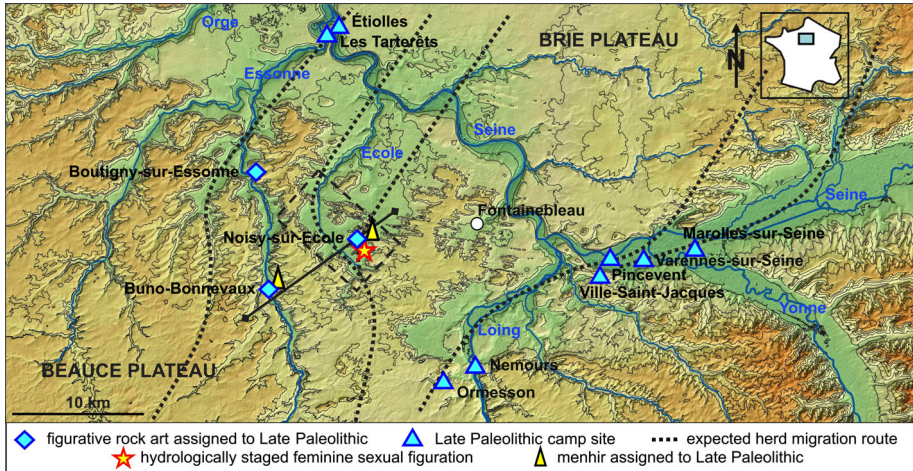 Étiolles
Orge
Les Tarterêts
BRIE PLATEAU
N
Essonne
Seine
Ecole
Boutigny-sur-Essonne
Seine
Fontainebleau
Noisy-sur-Ecole
Marolles-sur-Seine
Varennes-sur-Seine
Pincevent
Buno-Bonnevaux
Ville-Saint-Jacques
Yonne
Loing
BEAUCE PLATEAU
Nemours
Ormesson
10 km
figurative rock art assigned to Late Paleolithic
Late Paleolithic camp site
expected herd migration route
hydrologically staged feminine sexual figuration
menhir assigned to Late Paleolithic